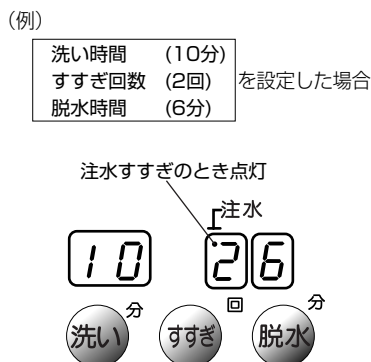 (例)
洗い時間 (10分)
すすぎ回数 (2回) を設定した場合
脱水時間 (6分)
注水すすぎのとき点灯
注水
10 2 6
分 回 分
洗い すすぎ 脱水